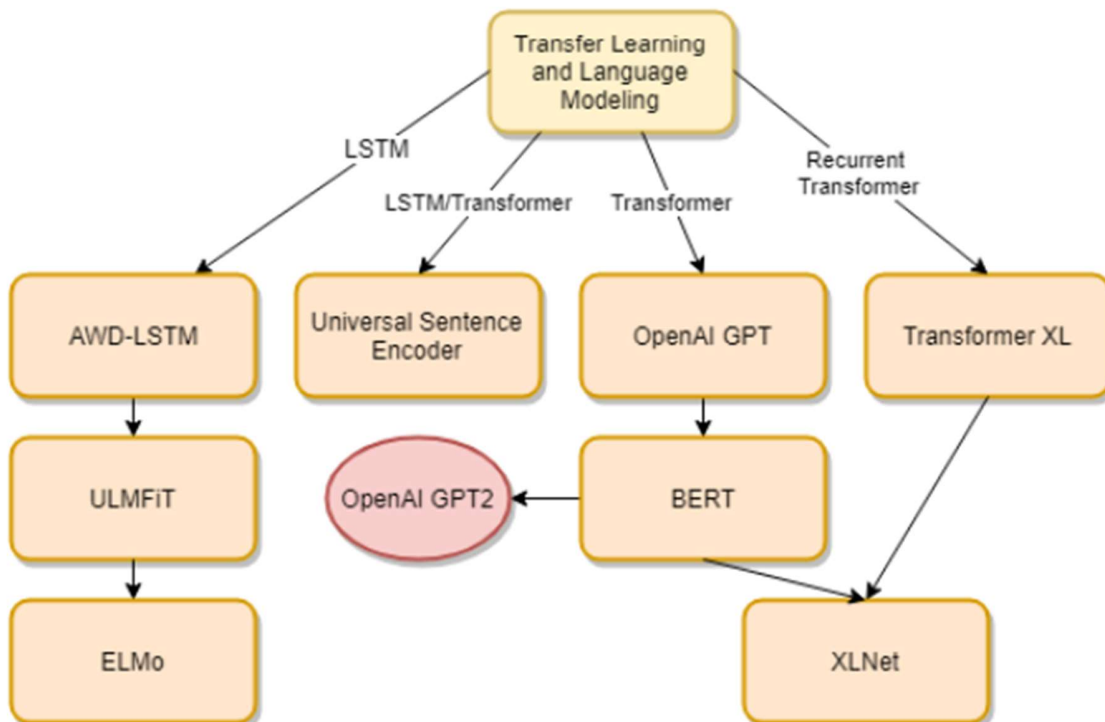 Transfer Learning
and Language
Modeling
LSTM
LSTM/Transformer
Transformer
Recurrent
Transformer
AWD-LSTM
Universal Sentence
Encoder
OpenAI GPT
Transformer XL
ULMFiT
OpenAI GPT2
BERT
ELMo
XLNet